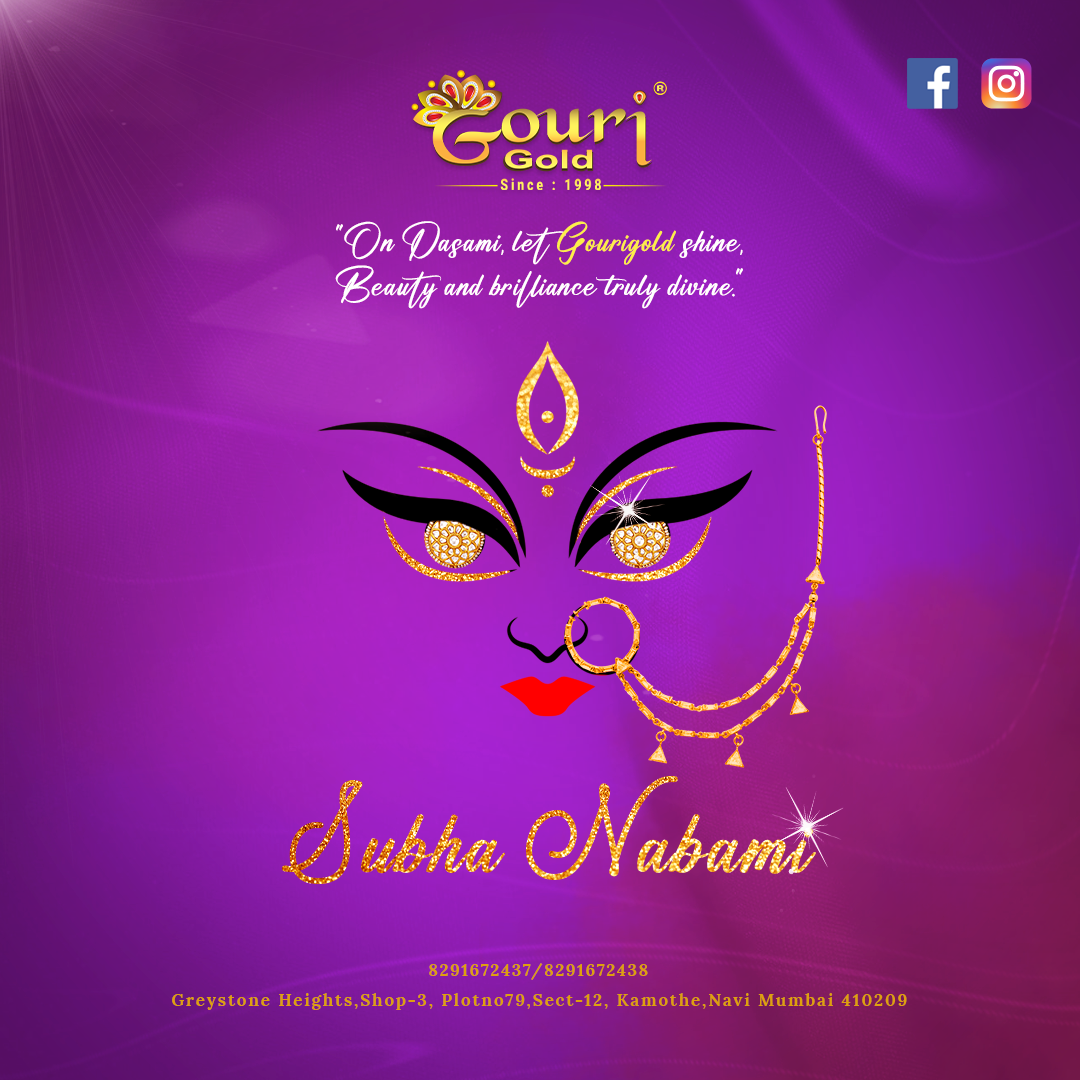 Gouri®
Gold
Since : 1998
"On Dasami, let Gourigold shine,
Beauty and brilliance truly divine."
Subha Nabami
8291672437/8291672438
Greystone Heights,Shop-3, Plotno79,Sect-12, Kamothe,Navi Mumbai 410209